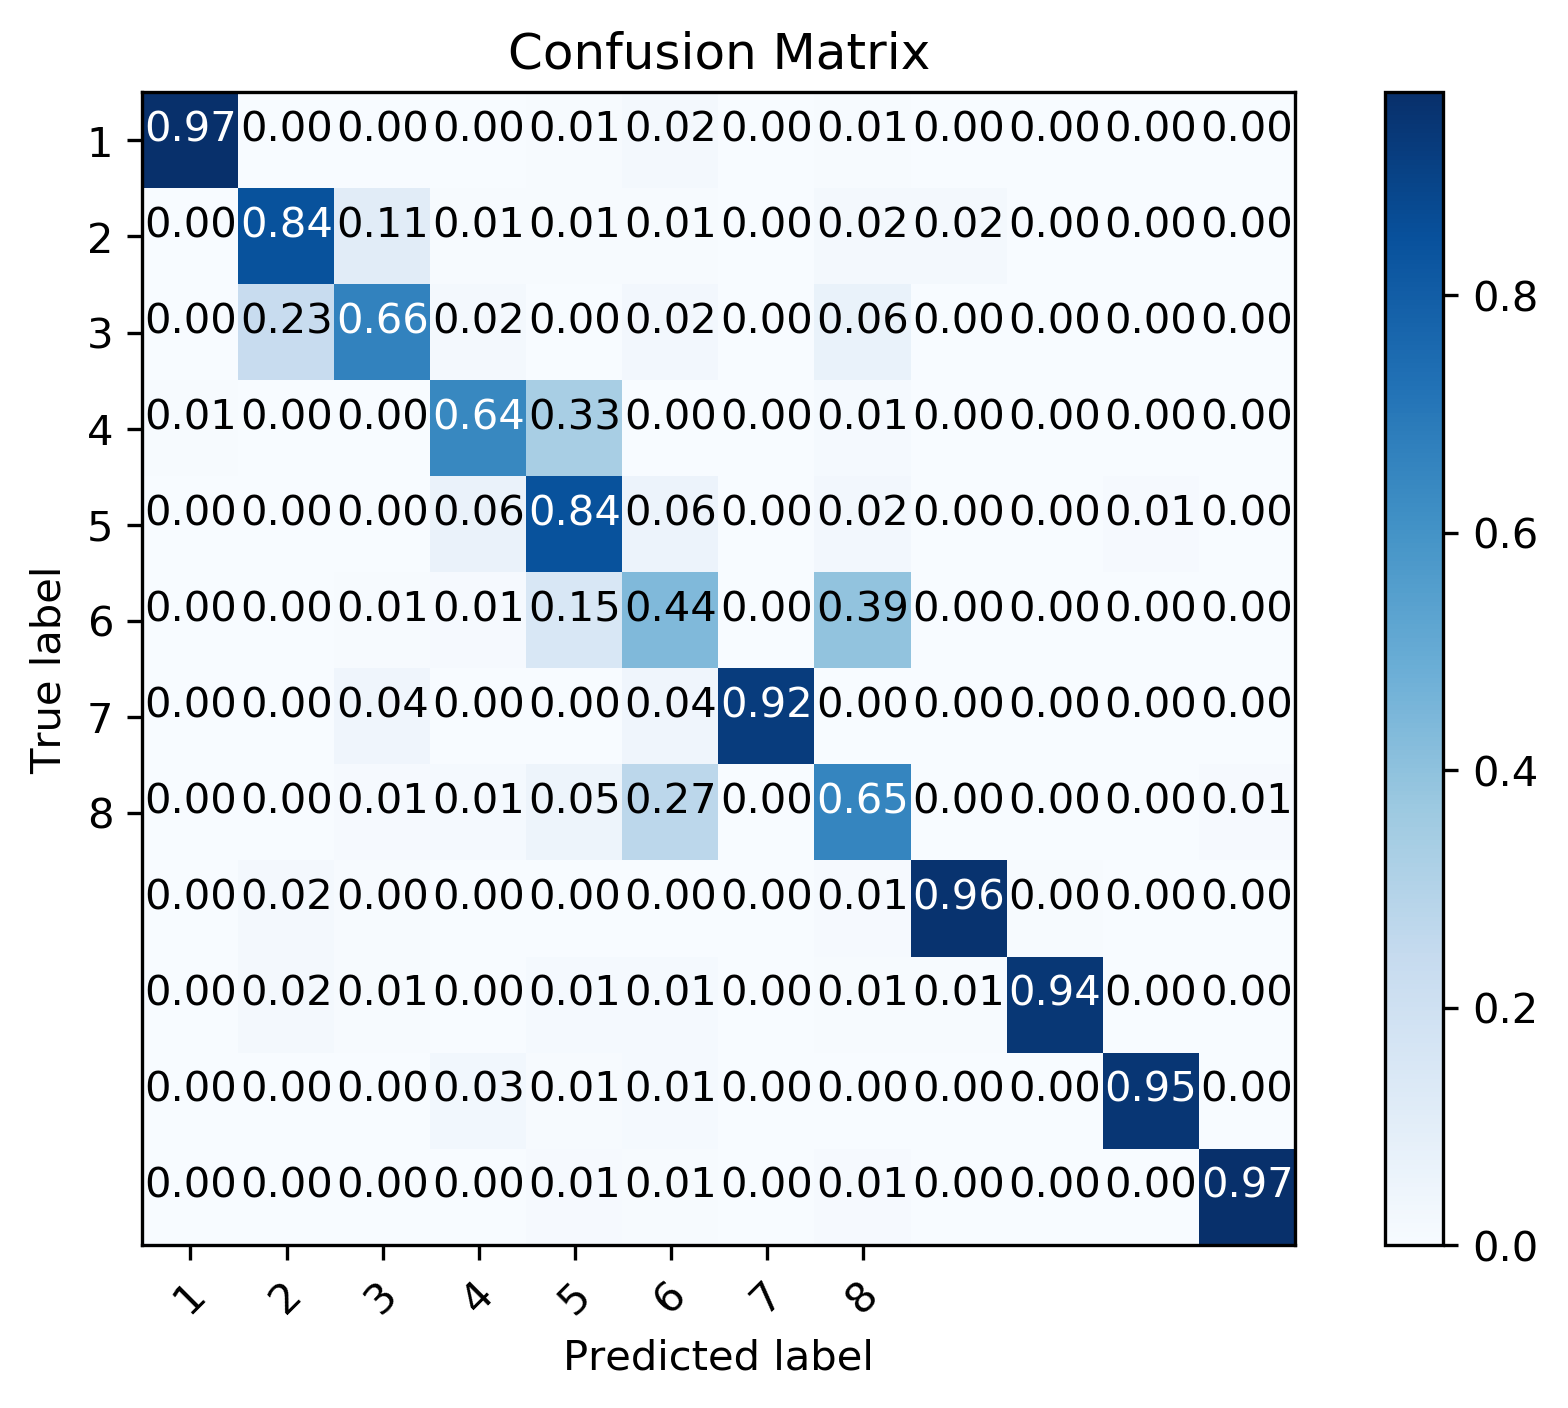 Confusion Matrix
1 0.97 0.00 0.00 0.00 0.01 0.02 0.00 0.01 0.00 0.00 0.00 0.00
2 0.00 0.84 0.11 0.01 0.01 0.01 0.00 0.02 0.02 0.00 0.00 0.00
3 0.00 0.23 0.66 0.02 0.00 0.02 0.00 0.06 0.00 0.00 0.00 0.00
4 0.01 0.00 0.00 0.64 0.33 0.00 0.00 0.01 0.00 0.00 0.00 0.00
5 0.00 0.00 0.00 0.06 0.84 0.06 0.00 0.02 0.00 0.00 0.01 0.00
6 0.00 0.00 0.01 0.01 0.15 0.44 0.00 0.39 0.00 0.00 0.00 0.00
7 0.00 0.00 0.04 0.00 0.00 0.04 0.92 0.00 0.00 0.00 0.00 0.00
8 0.00 0.00 0.01 0.01 0.05 0.27 0.00 0.65 0.00 0.00 0.00 0.01
0.00 0.02 0.00 0.00 0.00 0.00 0.00 0.01 0.96 0.00 0.00 0.00
0.00 0.02 0.01 0.00 0.01 0.01 0.00 0.01 0.01 0.94 0.00 0.00
0.00 0.00 0.00 0.03 0.01 0.01 0.00 0.00 0.00 0.00 0.95 0.00
0.00 0.00 0.00 0.00 0.01 0.01 0.00 0.01 0.00 0.00 0.00 0.97
1 2 3 4 5 6 7 8
Predicted label
True label
0.8
0.6
0.4
0.2
0.0